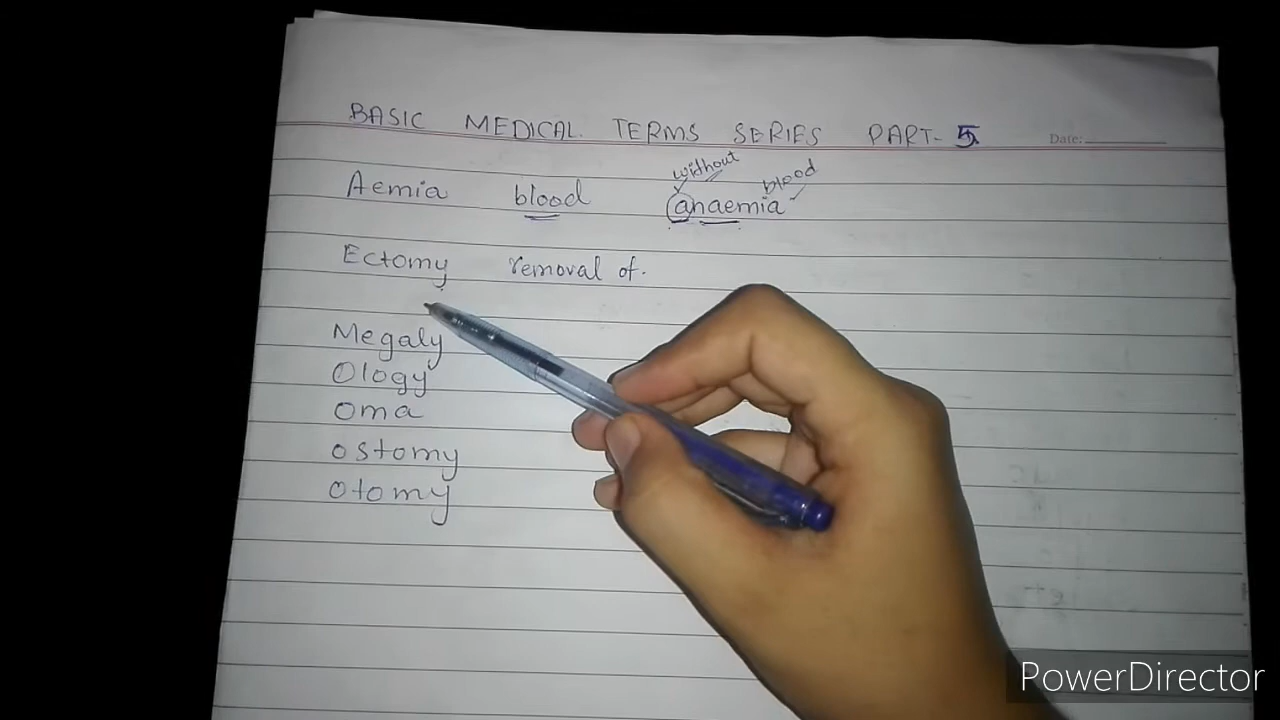 BASIC MEDICAL TERMS SERIES PART-5
Date:
without blood
Aemia blood anaemia
Ectomy removal of.
Megaly
Ology
Oma
ostomy
Otomy
PowerDirector